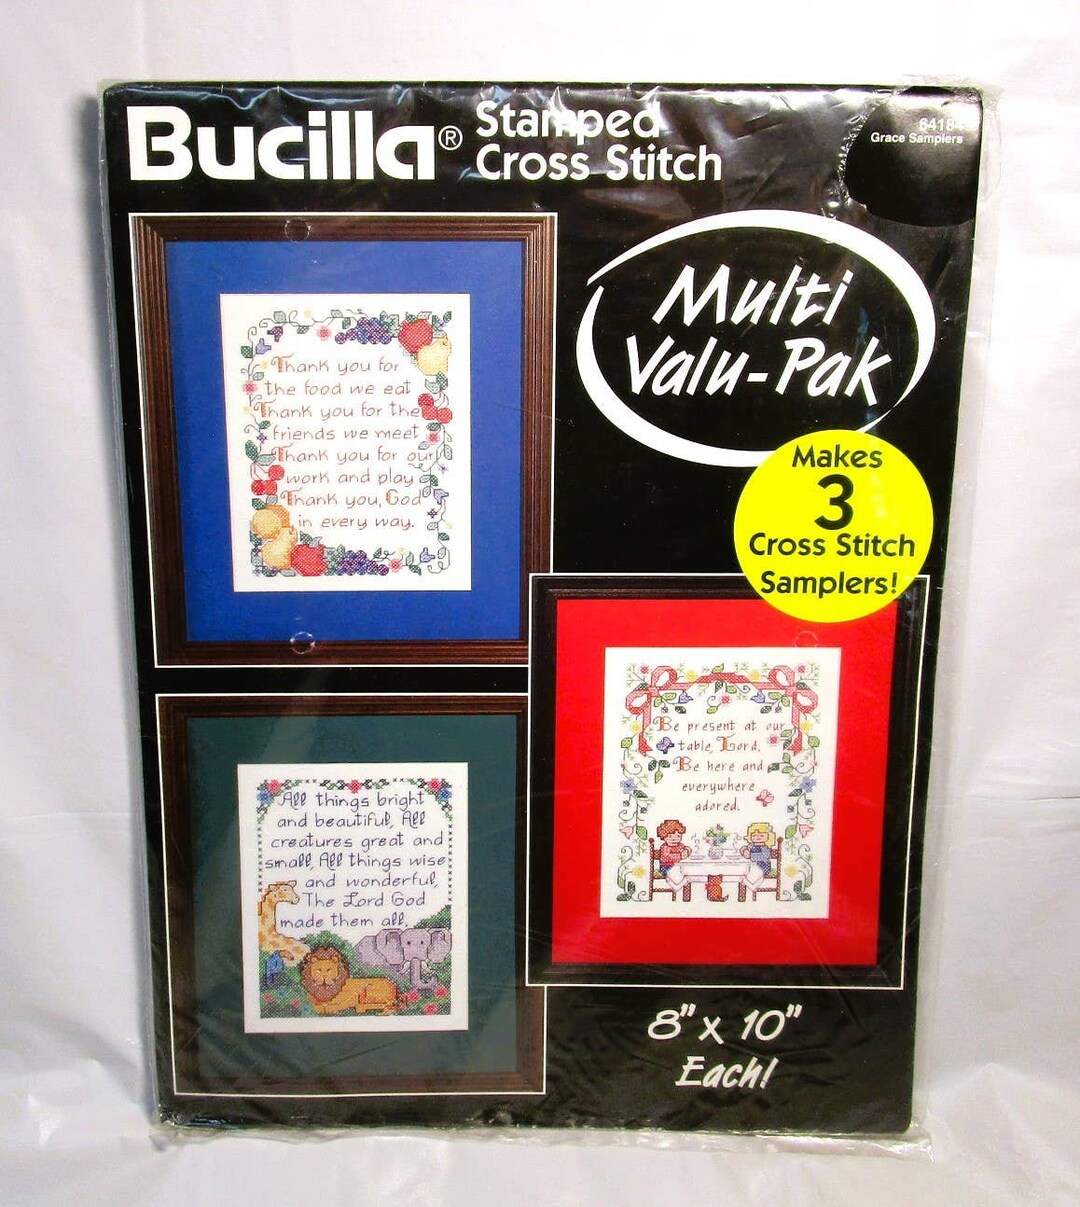 Bucilla®
Stamped
Cross Stitch
64184
Grace Samplers
Multi
Valu-Pak
Makes
3
Cross Stitch
Samplers!
Thank you for
the food we eat
Thank you for the
friends we meet
Thank you for our
work and play
Thank you, God
in every way.
Be present at our
table, Lord.
Be here and
everywhere
adored.
All things bright
and beautiful, All
creatures great and
small, All things wise
and wonderful,
The Lord God
made them all.
8" x 10"
Each!